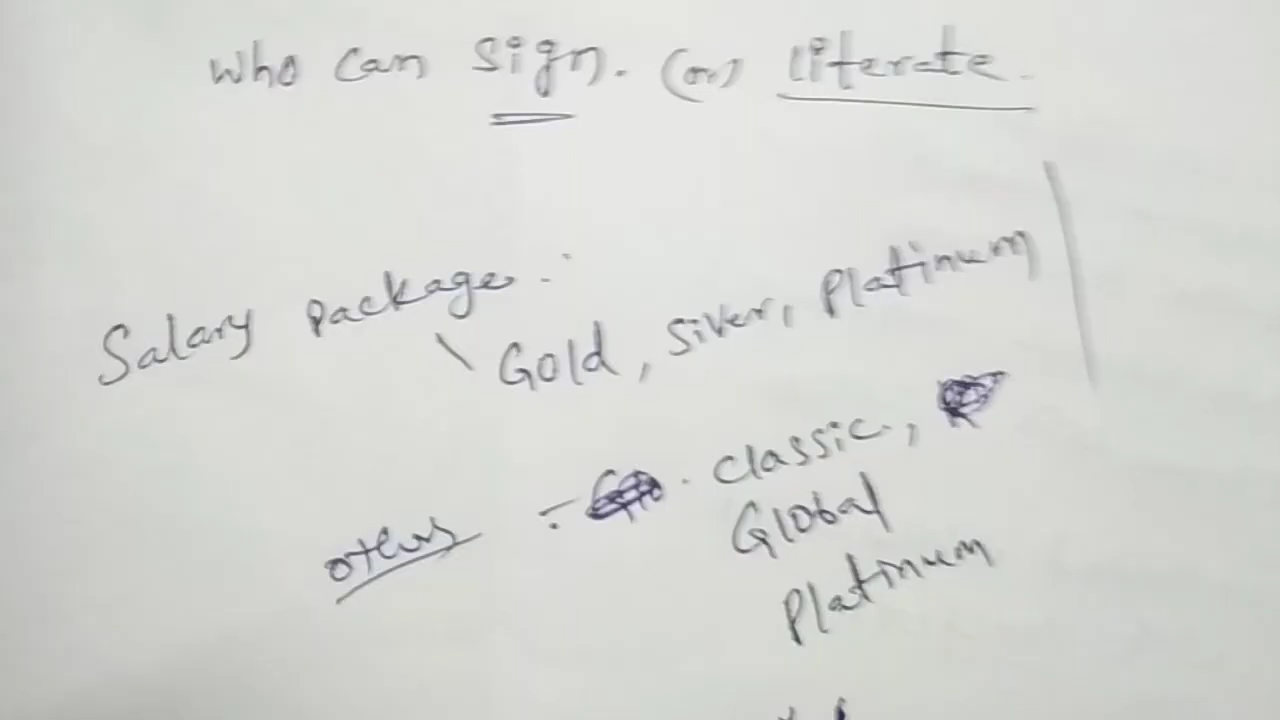 Who can sign. (or) literate.
Salary package :
Gold, Silver, Platinum
others :- classic,
Global
Platinum